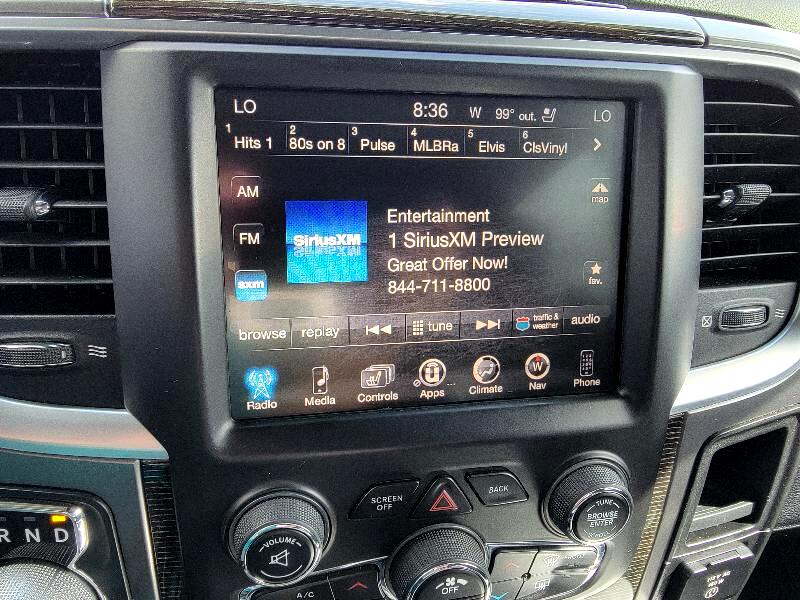 LO 8:36 W 99° out. LO
1 Hits 1 2 80s on 8 3 Pulse 4 MLBRa 5 Elvis 6 ClsVinyl
AM
map
Entertainment
FM
SiriusXM
1 SiriusXM Preview
Great Offer Now!
sxm
fav.
844-711-8800
browse replay tune traffic & weather audio
Radio Media Controls Apps Climate Nav Phone
W
SCREEN OFF
BACK
VOLUME
TUNE
BROWSE
ENTER
R N D
A/C
OFF